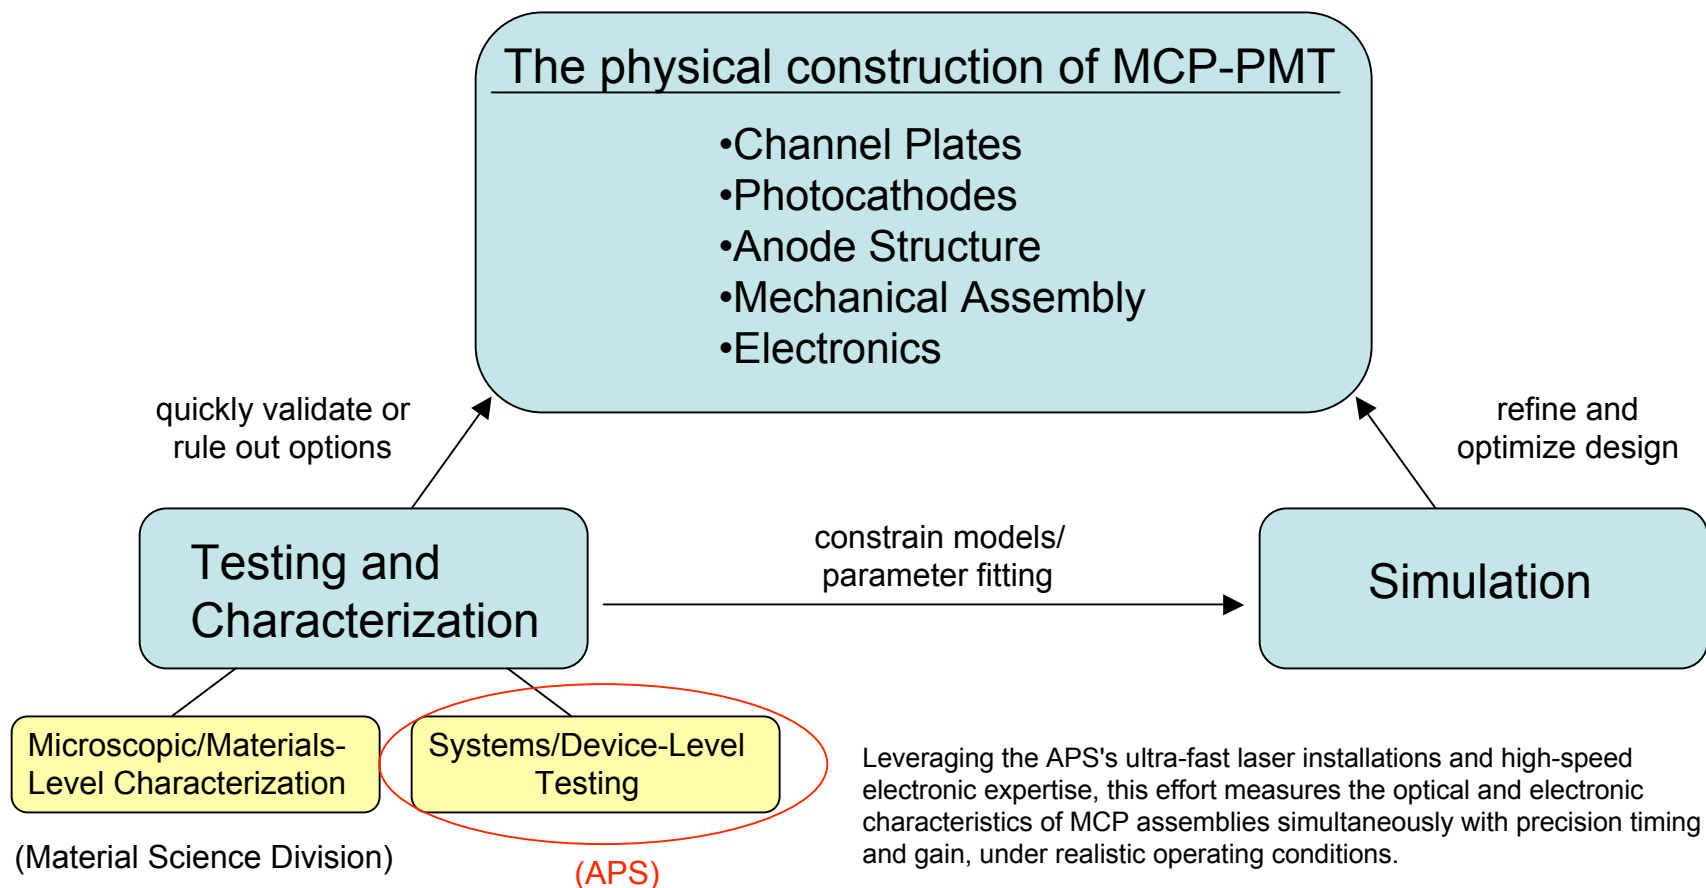 The physical construction of MCP-PMT
•Channel Plates
•Photocathodes
•Anode Structure
•Mechanical Assembly
•Electronics
quickly validate or
rule out options
refine and
optimize design
Testing and
Characterization
constrain models/
parameter fitting
Simulation
Microscopic/Materials-
Level Characterization
Systems/Device-Level
Testing
(Material Science Division)
(APS)
Leveraging the APS's ultra-fast laser installations and high-speed
electronic expertise, this effort measures the optical and electronic
characteristics of MCP assemblies simultaneously with precision timing
and gain, under realistic operating conditions.